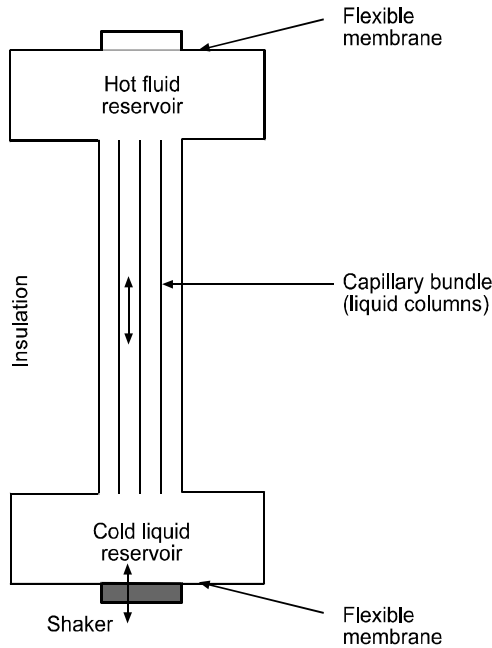 Flexible
membrane
Hot fluid
reservoir
Insulation
Capillary bundle
(liquid columns)
Cold liquid
reservoir
Shaker
Flexible
membrane